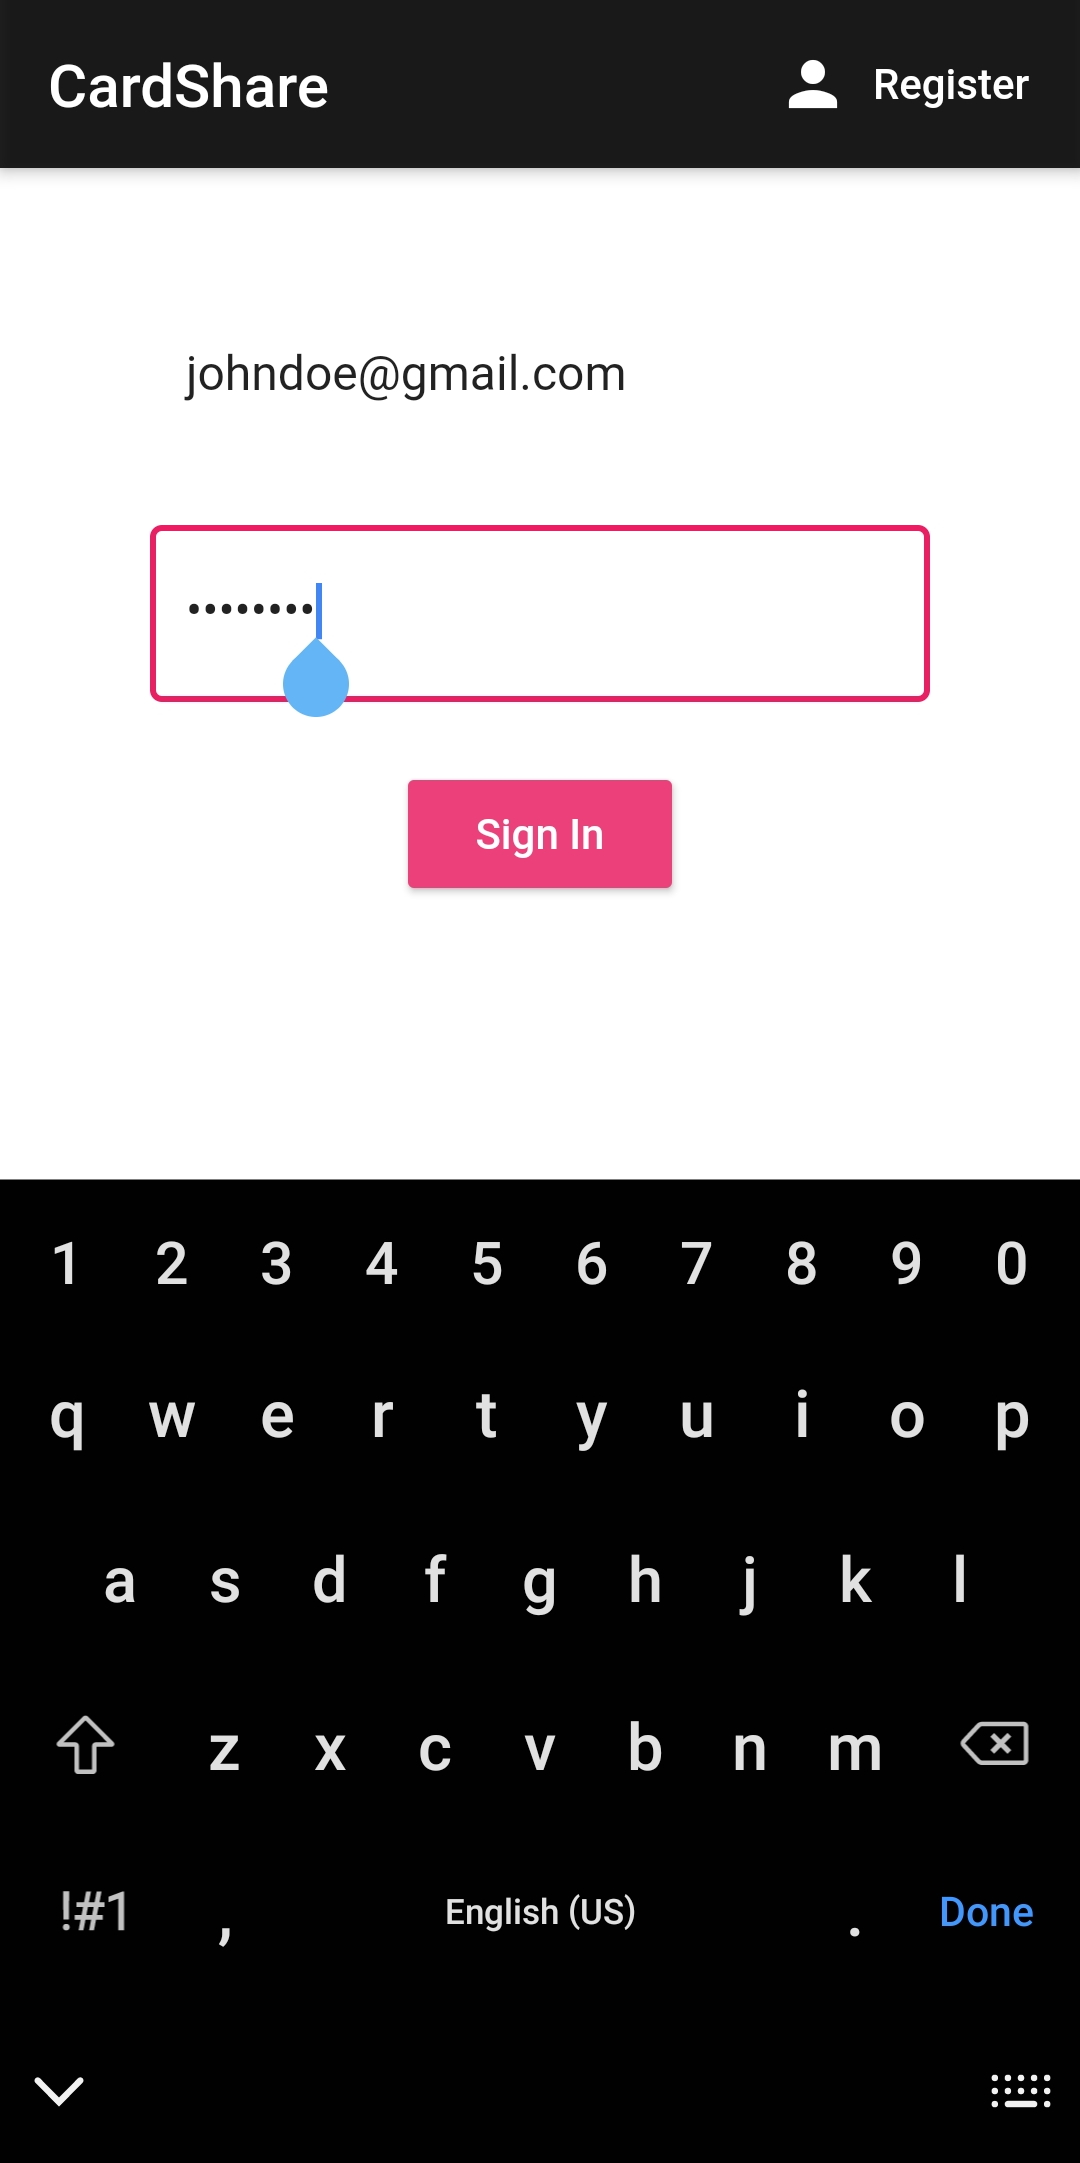 CardShare
Register
johndoe@gmail.com
••••••••
Sign In
1 2 3 4 5 6 7 8 9 0
q w e r t y u i o p
a s d f g h j k l
z x c v b n m
!#1 , English (US) . Done